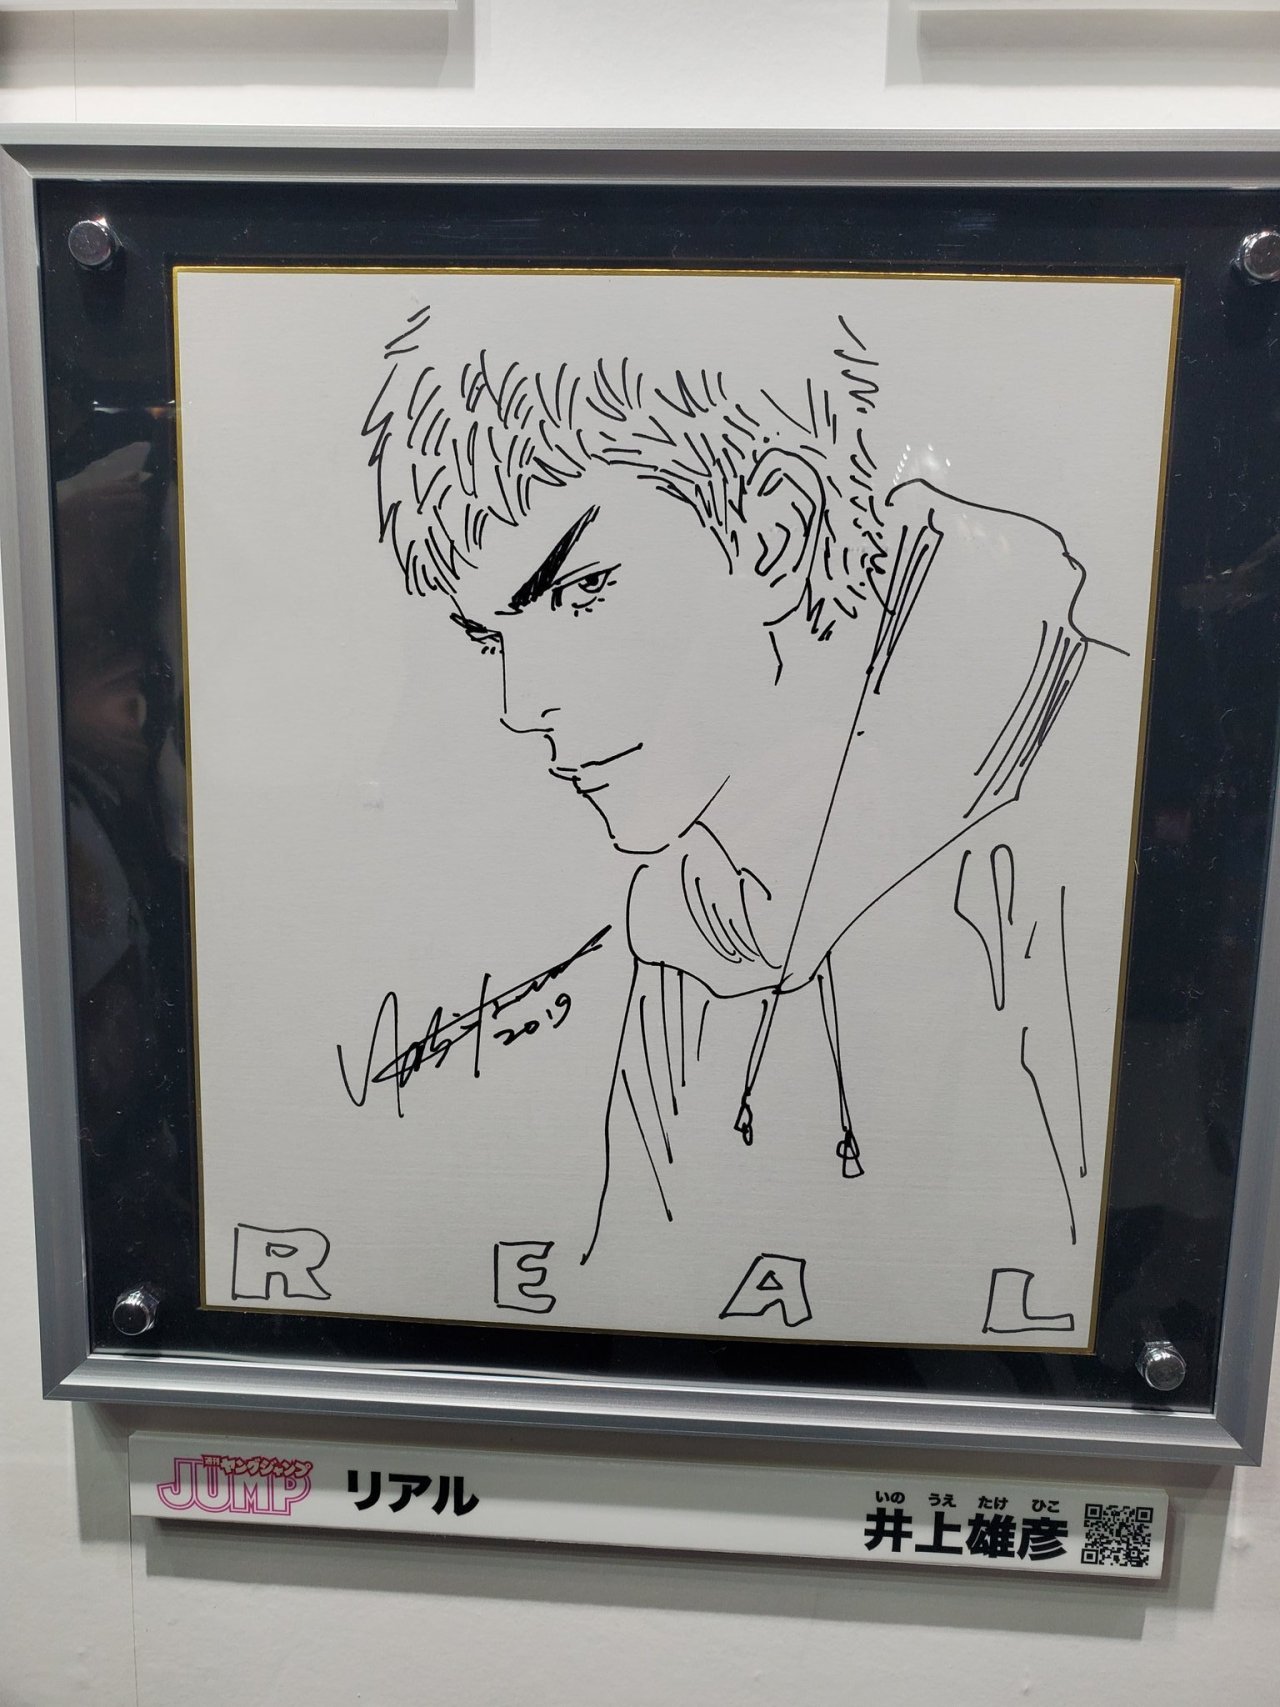 2019
R E A L
週刊ヤングジャンプ
JUMP
リアル
いの うえ たけ ひこ
井上雄彦